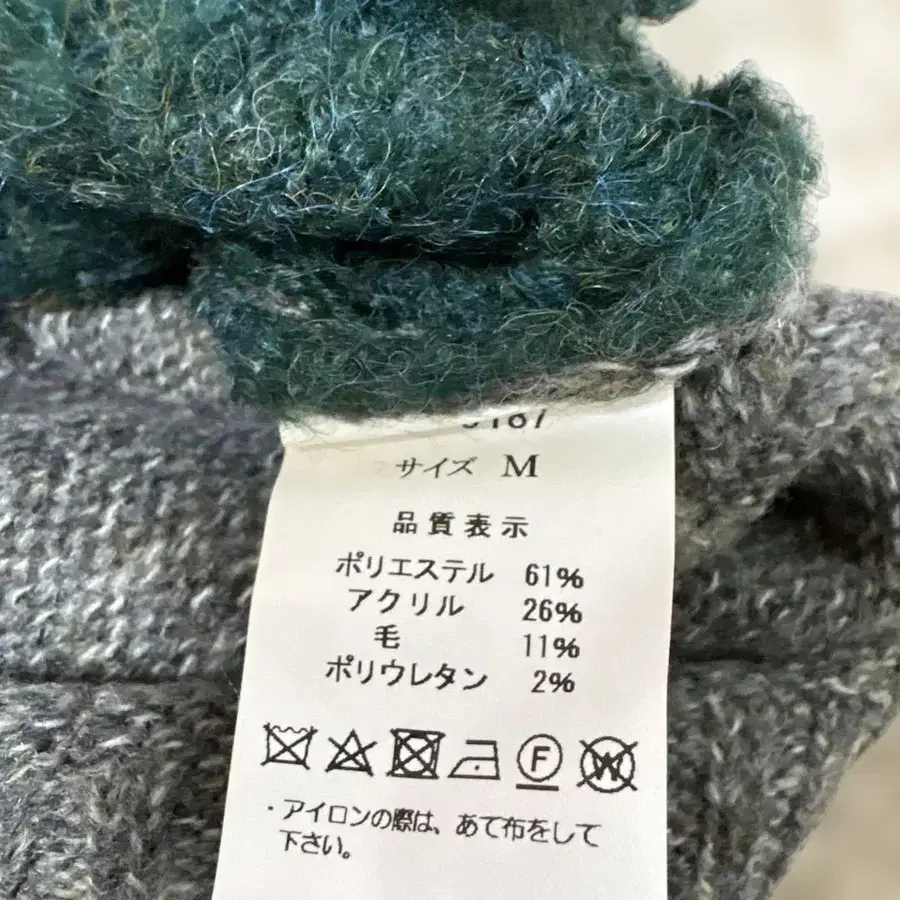 サイズ M
品質表示
ポリエステル 61%
アクリル 26%
毛 11%
ポリウレタン 2%
F W
・アイロンの際は、あて布をして
下さい。